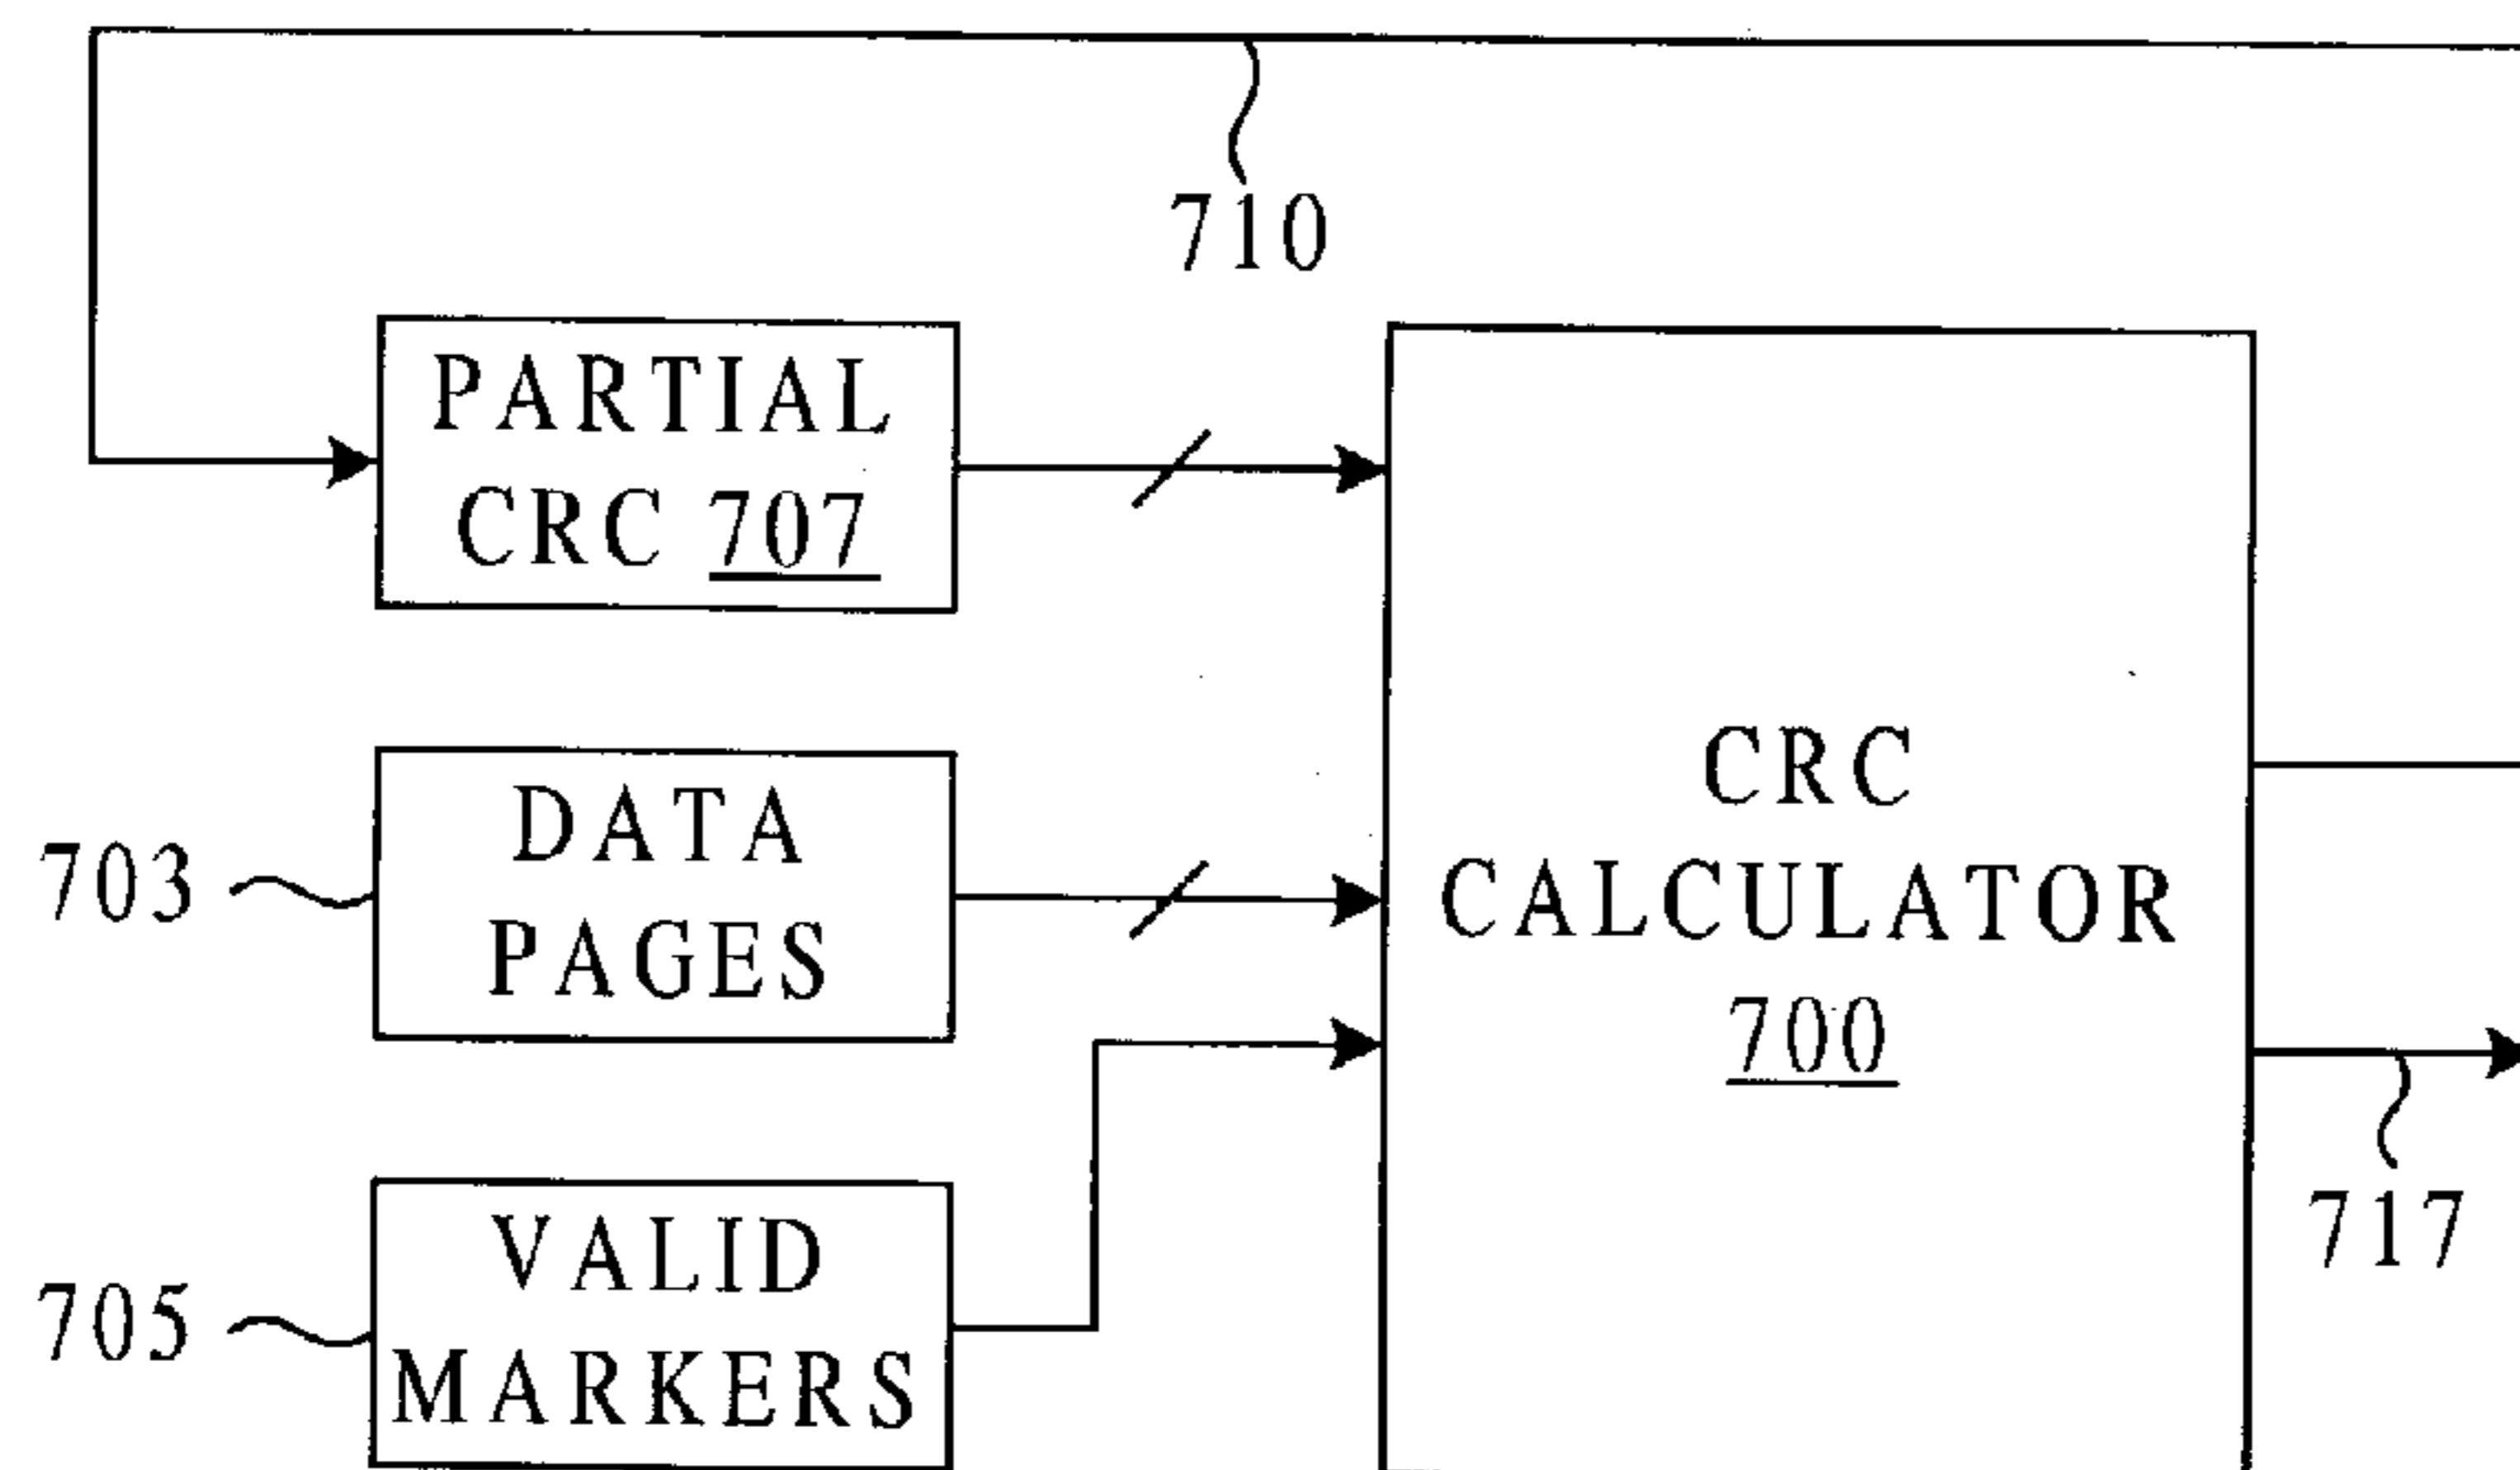 710
PARTIAL
CRC 707
703
DATA
PAGES
CRC
CALCULATOR
700
717
705
VALID
MARKERS